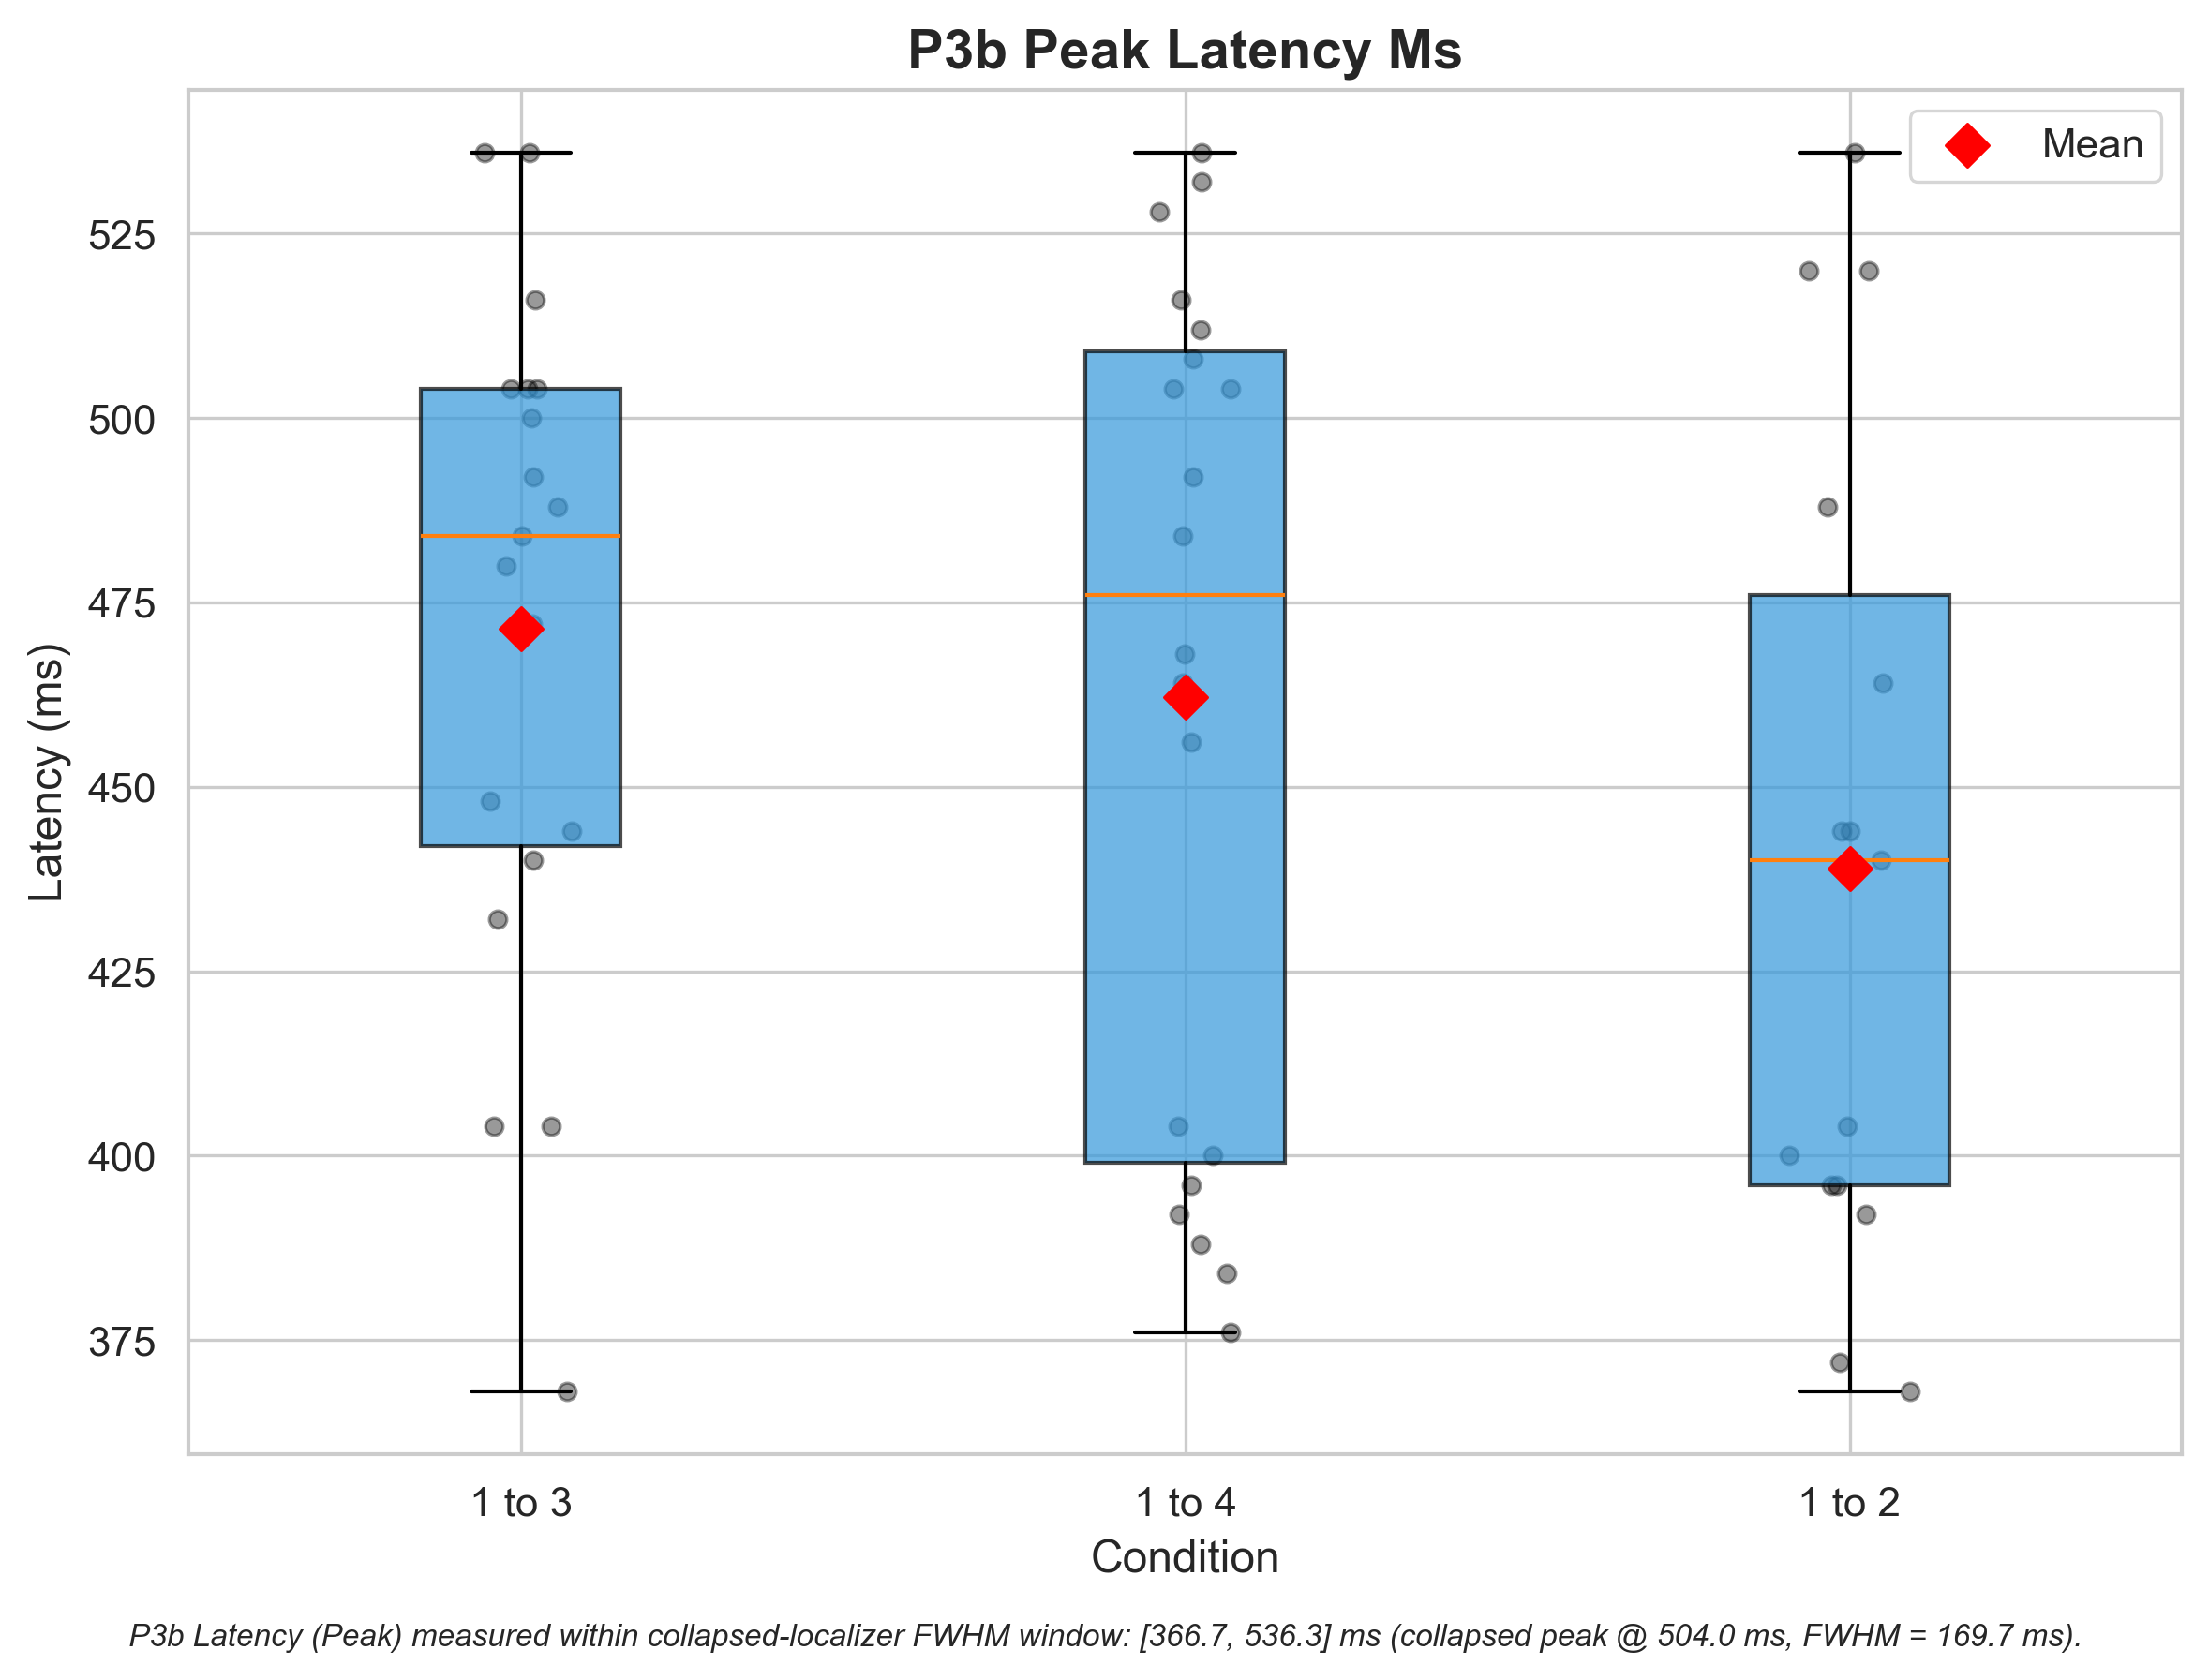 P3b Peak Latency Ms
Mean
525
500
475
450
425
400
375
Latency (ms)
1 to 3
1 to 4
1 to 2
Condition
P3b Latency (Peak) measured within collapsed-localizer FWHM window: [366.7, 536.3] ms (collapsed peak @ 504.0 ms, FWHM = 169.7 ms).